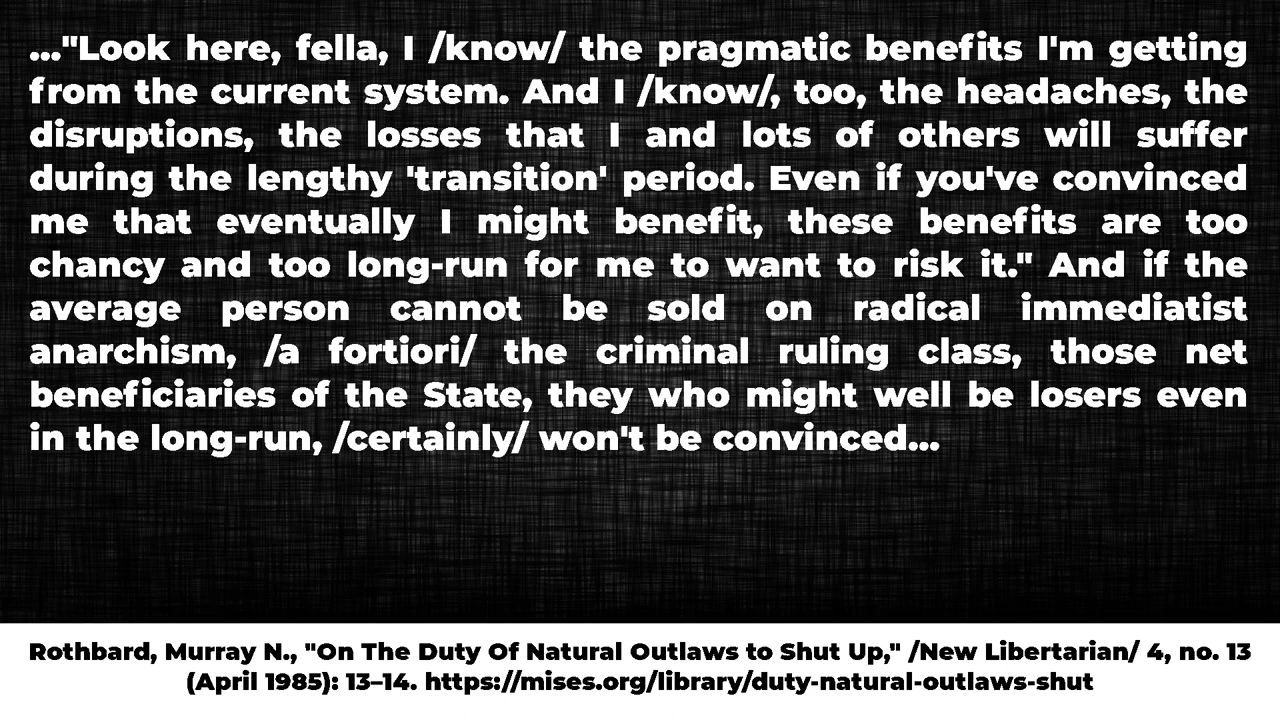 ..."Look here, fella, I /know/ the pragmatic benefits I'm getting
from the current system. And I /know/, too, the headaches, the
disruptions, the losses that I and lots of others will suffer
during the lengthy 'transition' period. Even if you've convinced
me that eventually I might benefit, these benefits are too
chancy and too long-run for me to want to risk it." And if the
average person cannot be sold on radical immediatist
anarchism, /a fortiori/ the criminal ruling class, those net
beneficiaries of the State, they who might well be losers even
in the long-run, /certainly/ won't be convinced...
Rothbard, Murray N., "On The Duty Of Natural Outlaws to Shut Up," /New Libertarian/ 4, no. 13
(April 1985): 13–14. https://mises.org/library/duty-natural-outlaws-shut